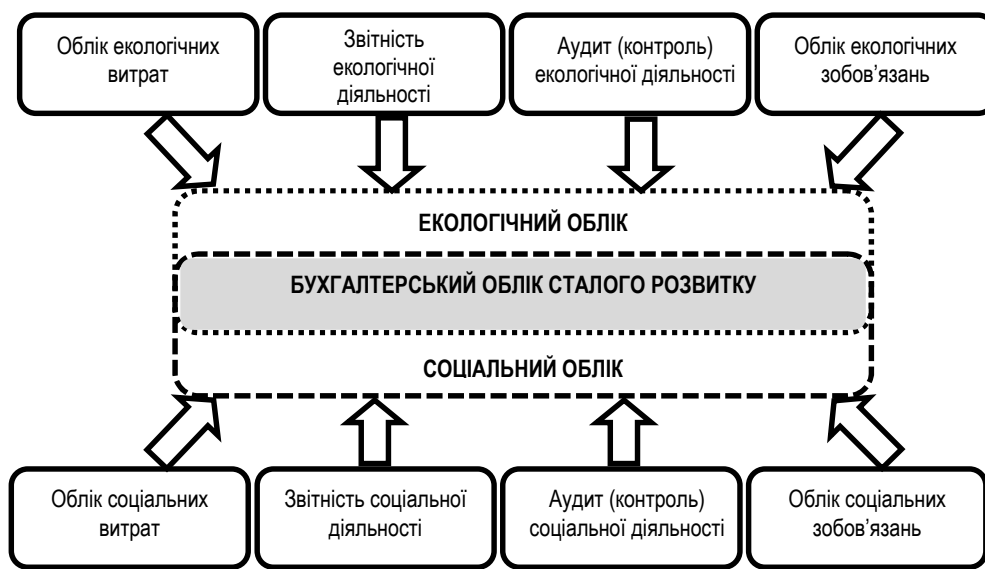 Облік екологічних
витрат
Звітність
екологічної
діяльності
Аудит (контроль)
екологічної діяльності
Облік екологічних
зобов’язань
ЕКОЛОГІЧНИЙ ОБЛІК
БУХГАЛТЕРСЬКИЙ ОБЛІК СТАЛОГО РОЗВИТКУ
СОЦІАЛЬНИЙ ОБЛІК
Облік соціальних
витрат
Звітність соціальної
діяльності
Аудит (контроль)
соціальної діяльності
Облік соціальних
зобов’язань